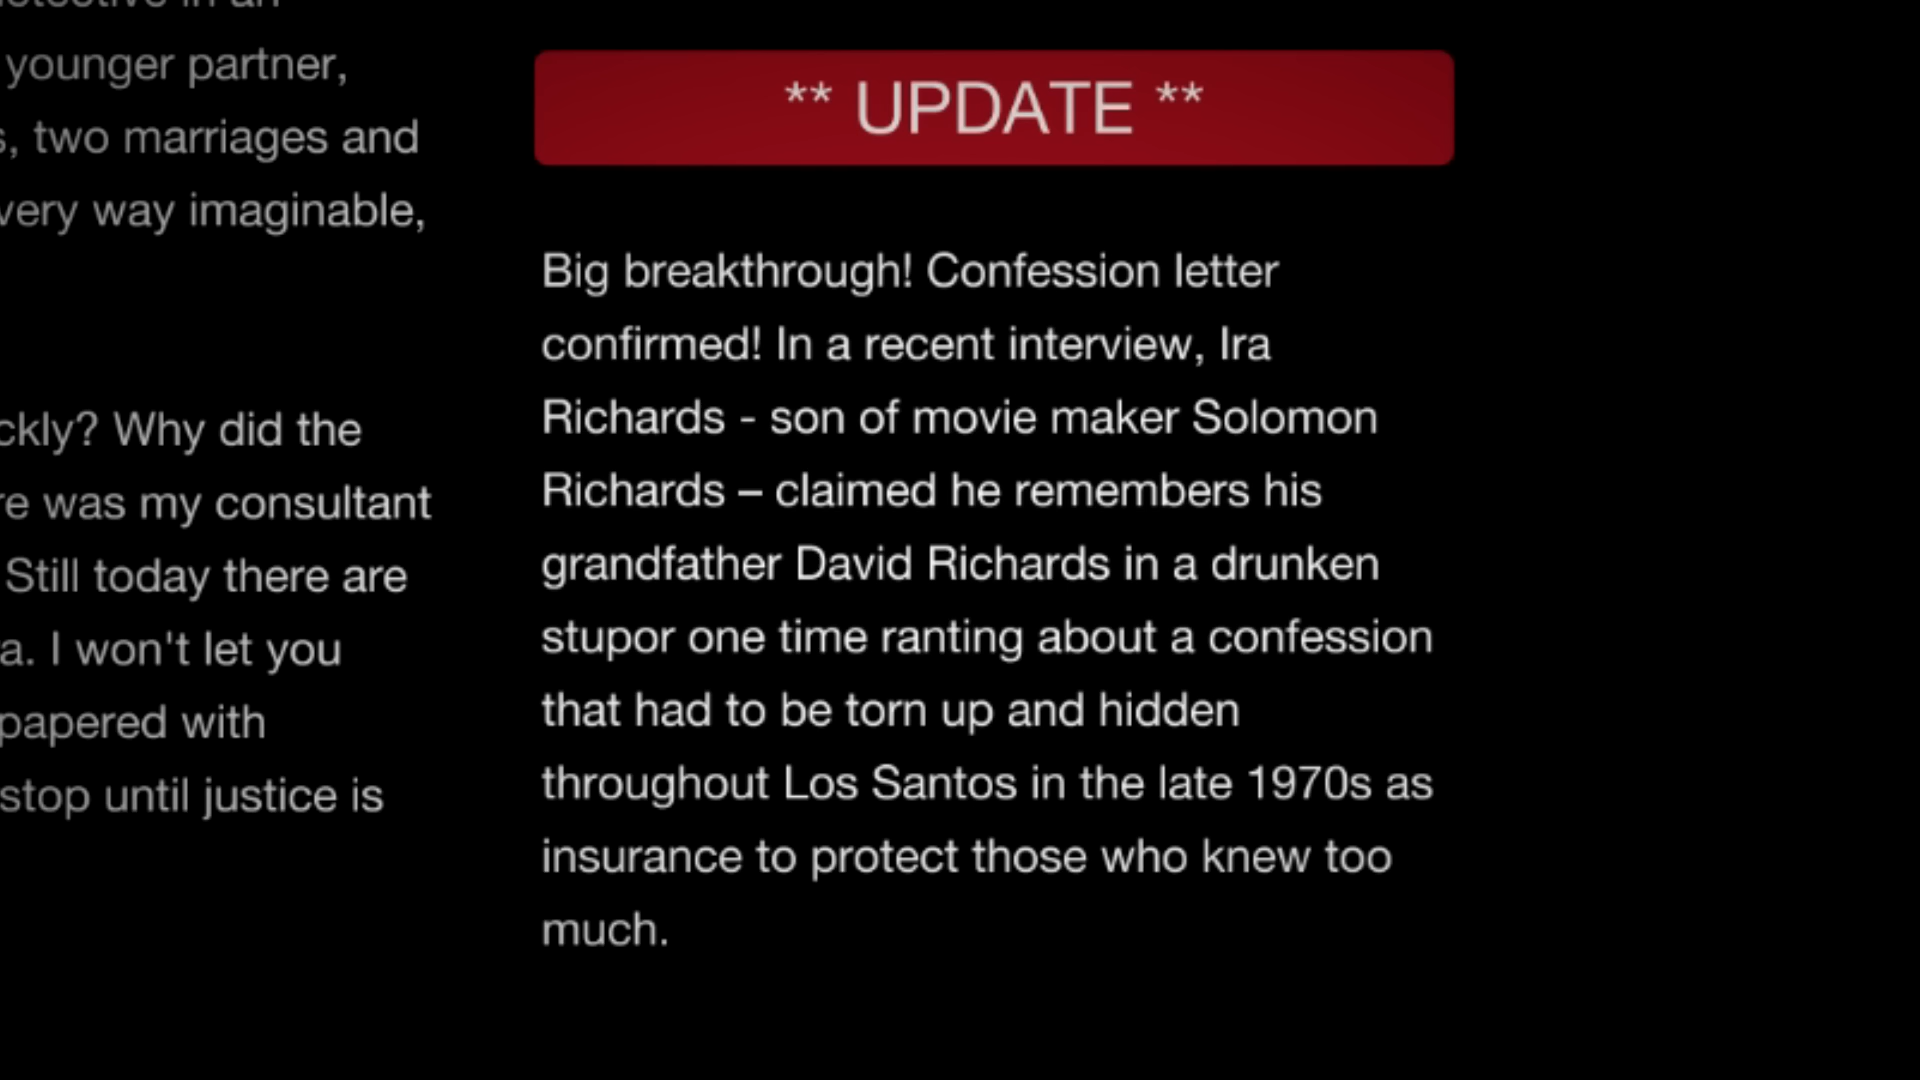 younger partner,
two marriages and
very way imaginable,
Why did the
was my consultant
Still today there are
I won't let you
papered with
stop until justice is
** UPDATE **
Big breakthrough! Confession letter
confirmed! In a recent interview, Ira
Richards - son of movie maker Solomon
Richards – claimed he remembers his
grandfather David Richards in a drunken
stupor one time ranting about a confession
that had to be torn up and hidden
throughout Los Santos in the late 1970s as
insurance to protect those who knew too
much.